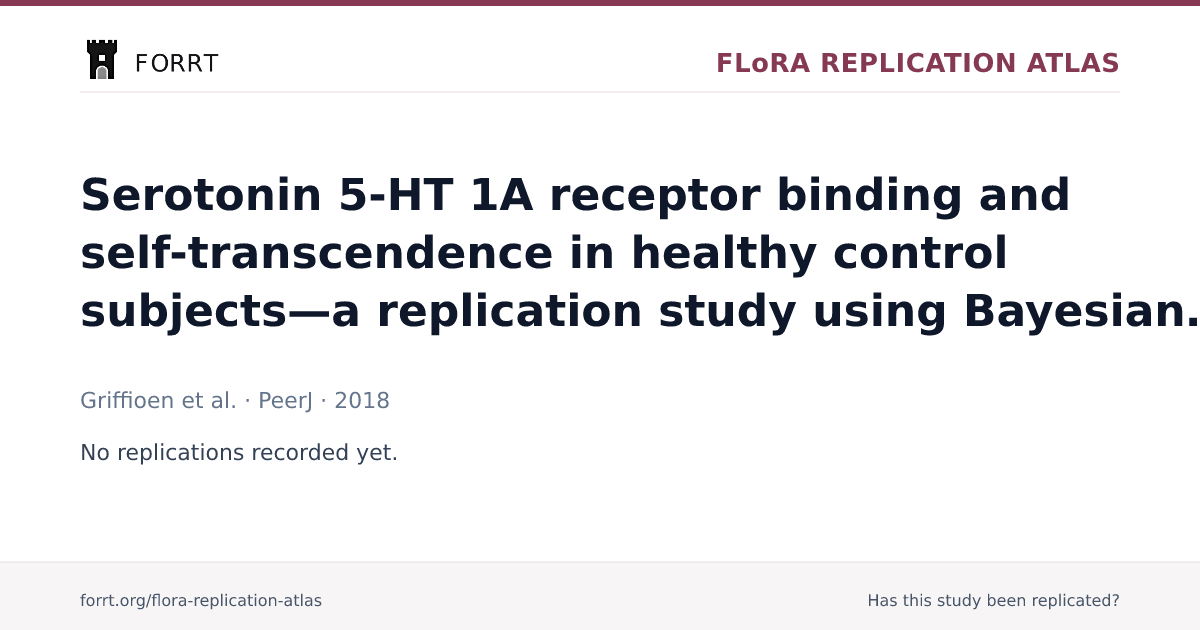 FORRT
FLoRA REPLICATION ATLAS
Serotonin 5-HT 1A receptor binding and
self-transcendence in healthy control
subjects—a replication study using Bayesian.
Griffioen et al. · PeerJ · 2018
No replications recorded yet.
forrt.org/flora-replication-atlas
Has this study been replicated?